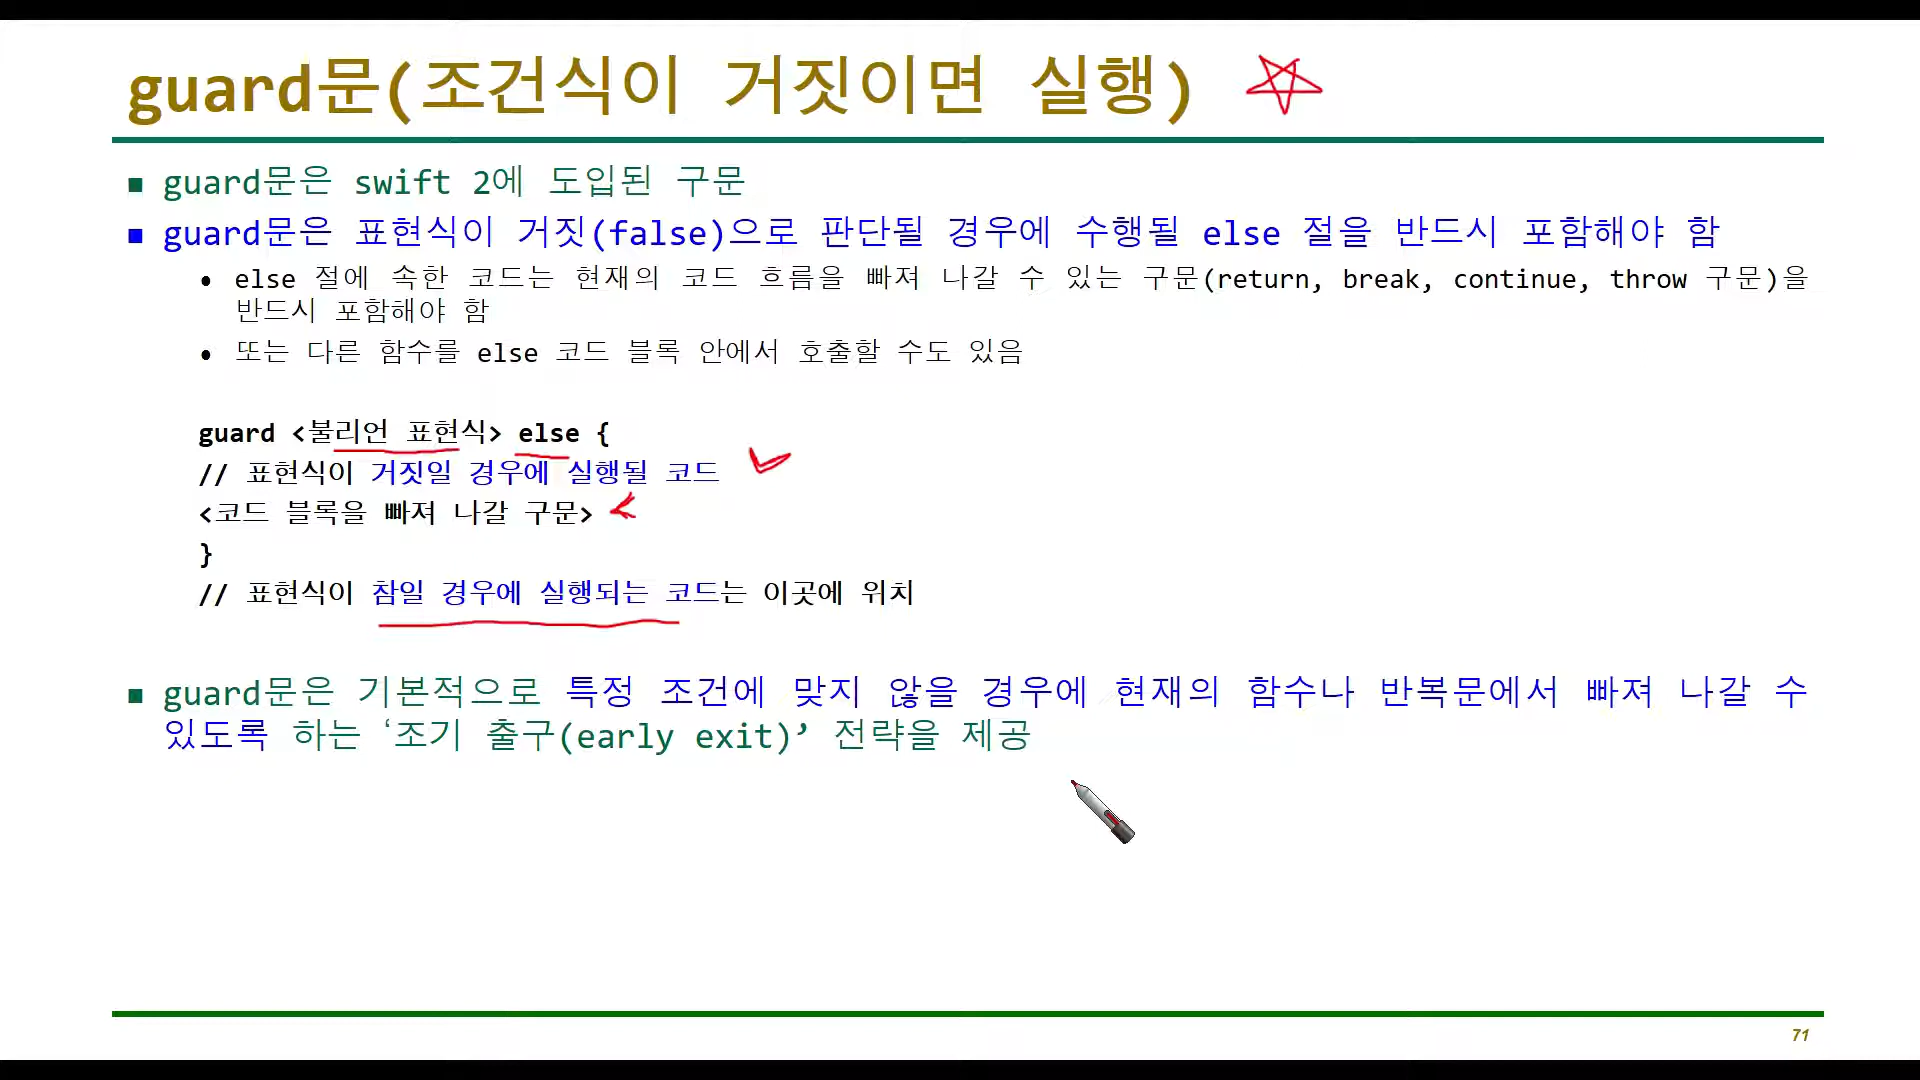 guard문(조건식이 거짓이면 실행)
guard문은 swift 2에 도입된 구문
guard문은 표현식이 거짓(false)으로 판단될 경우에 수행될 else 절을 반드시 포함해야 함
else 절에 속한 코드는 현재의 코드 흐름을 빠져 나갈 수 있는 구문(return, break, continue, throw 구문)을
반드시 포함해야 함
또는 다른 함수를 else 코드 블록 안에서 호출할 수도 있음
guard <불리언 표현식> else {
// 표현식이 거짓일 경우에 실행될 코드
<코드 블록을 빠져 나갈 구문>
}
// 표현식이 참일 경우에 실행되는 코드는 이곳에 위치
guard문은 기본적으로 특정 조건에 맞지 않을 경우에 현재의 함수나 반복문에서 빠져 나갈 수
있도록 하는 ‘조기 출구(early exit)’ 전략을 제공
71